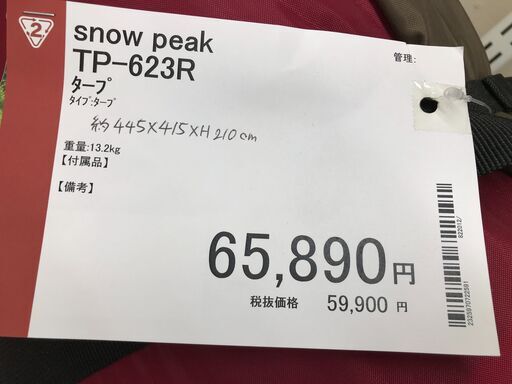 2
snow peak
TP-623R
管理:
ﾀｰﾌﾟ
ﾀｲﾌﾟ:ﾀｰﾌﾟ
約445×415×H210cm
重量:13.2kg
【付属品】
【備考】
65,890円
税抜価格 59,900 円
2325970722591